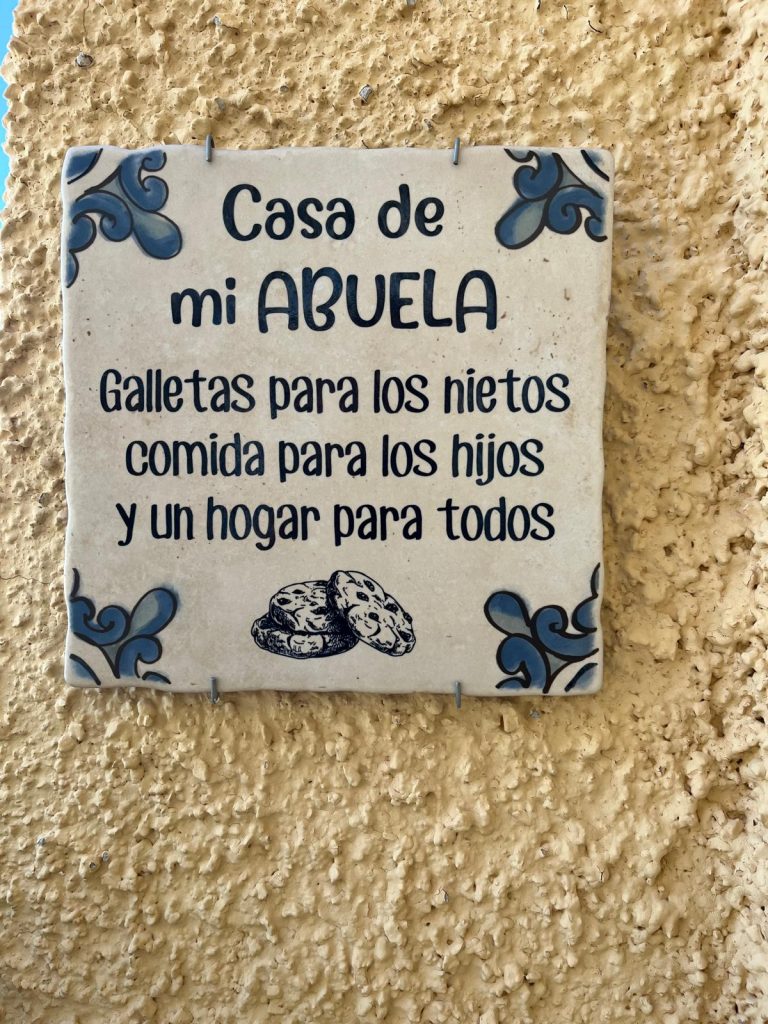 Casa de
mi ABUELA
Galletas para los nietos
comida para los hijos
y un hogar para todos